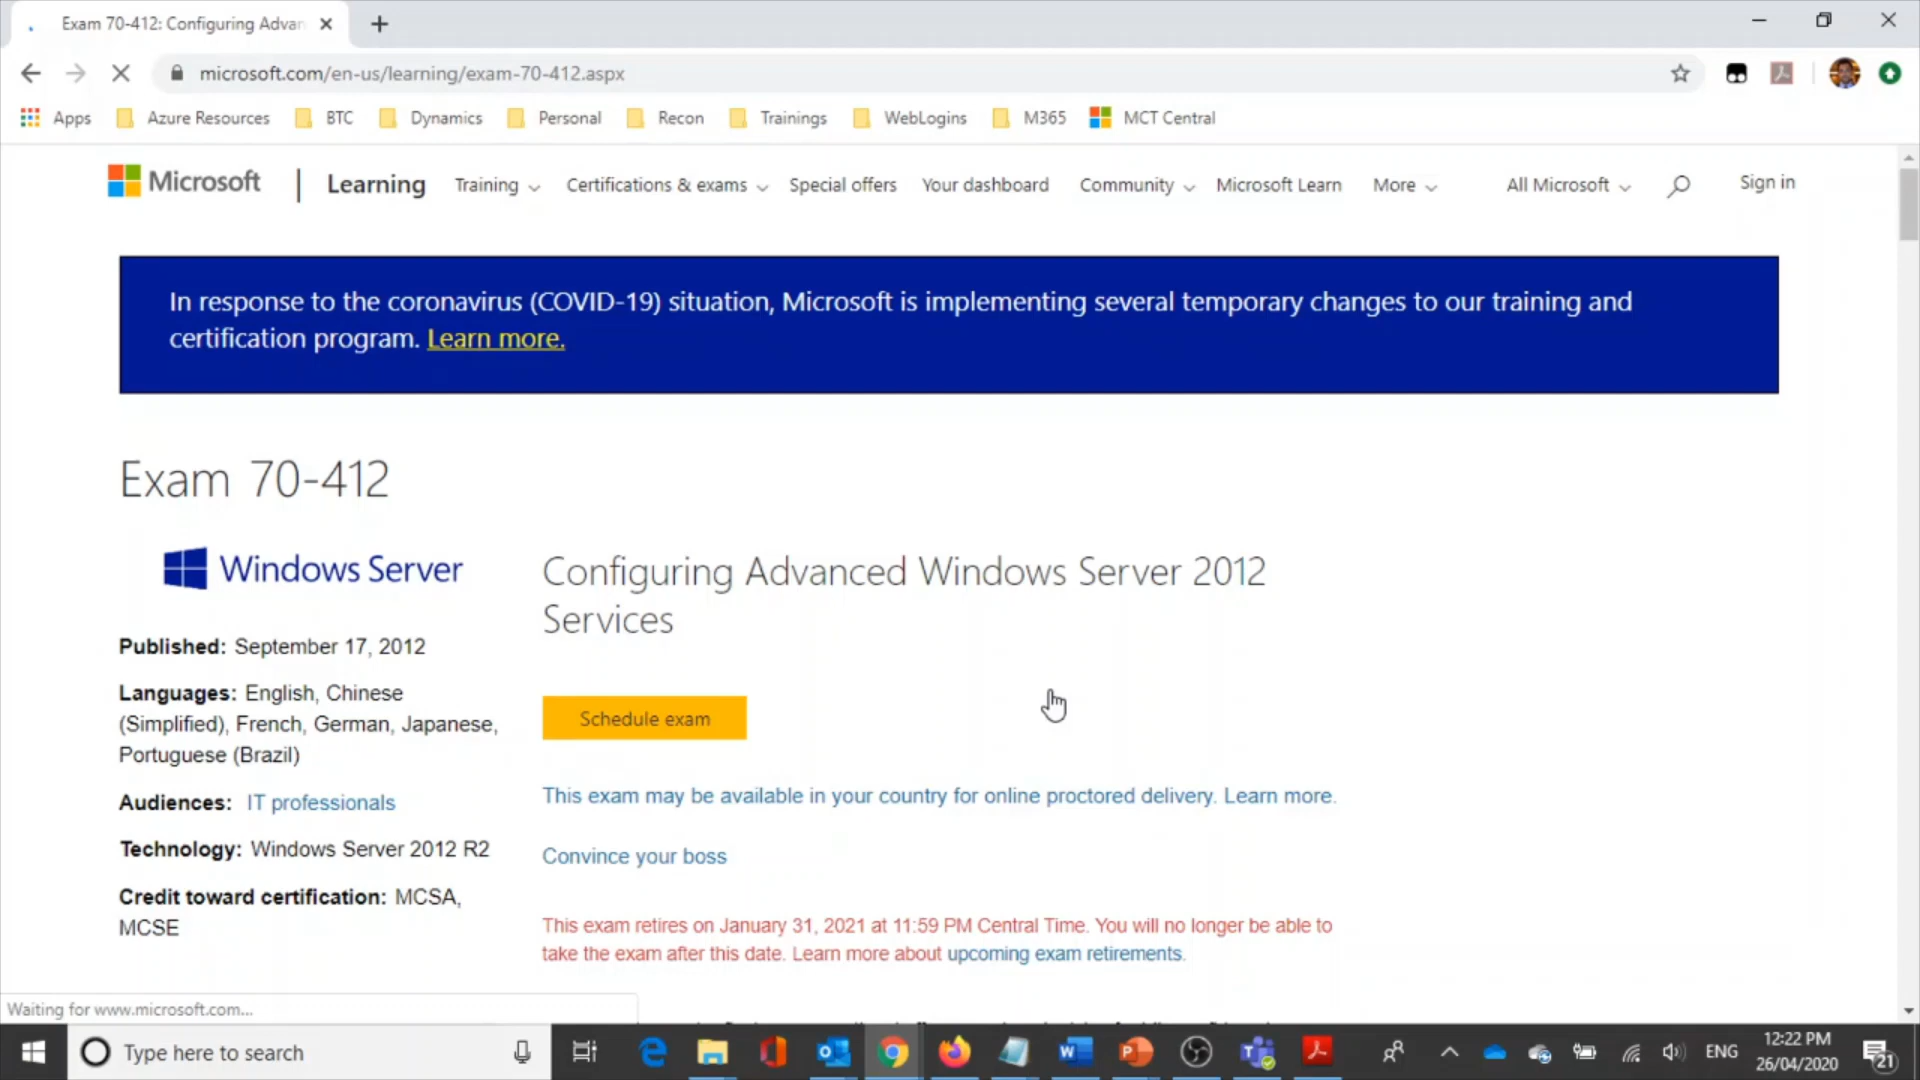 Exam 70-412: Configuring Advan
microsoft.com/en-us/learning/exam-70-412.aspx
Apps Azure Resources BTC Dynamics Personal Recon Trainings WebLogins M365 MCT Central
Microsoft Learning Training Certifications & exams Special offers Your dashboard Community Microsoft Learn More All Microsoft Sign in
In response to the coronavirus (COVID-19) situation, Microsoft is implementing several temporary changes to our training and
certification program. Learn more.
Exam 70-412
Windows Server
Published: September 17, 2012
Languages: English, Chinese
(Simplified), French, German, Japanese,
Portuguese (Brazil)
Audiences: IT professionals
Technology: Windows Server 2012 R2
Credit toward certification: MCSA,
MCSE
Configuring Advanced Windows Server 2012
Services
Schedule exam
This exam may be available in your country for online proctored delivery. Learn more.
Convince your boss
This exam retires on January 31, 2021 at 11:59 PM Central Time. You will no longer be able to
take the exam after this date. Learn more about upcoming exam retirements.
Waiting for www.microsoft.com...
Type here to search
ENG
12:22 PM
26/04/2020
21